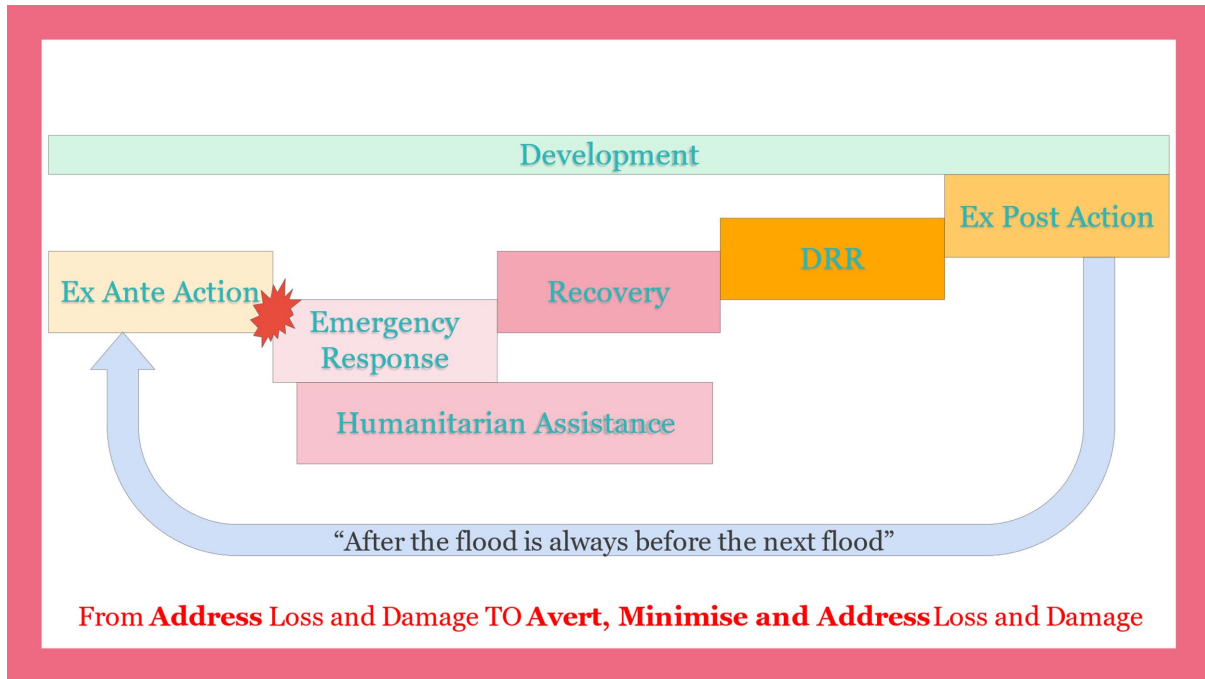 Development
Ex Post Action
DRR
Ex Ante Action
Recovery
Emergency
Response
Humanitarian Assistance
“After the flood is always before the next flood”
From Address Loss and Damage TO Avert, Minimise and Address Loss and Damage